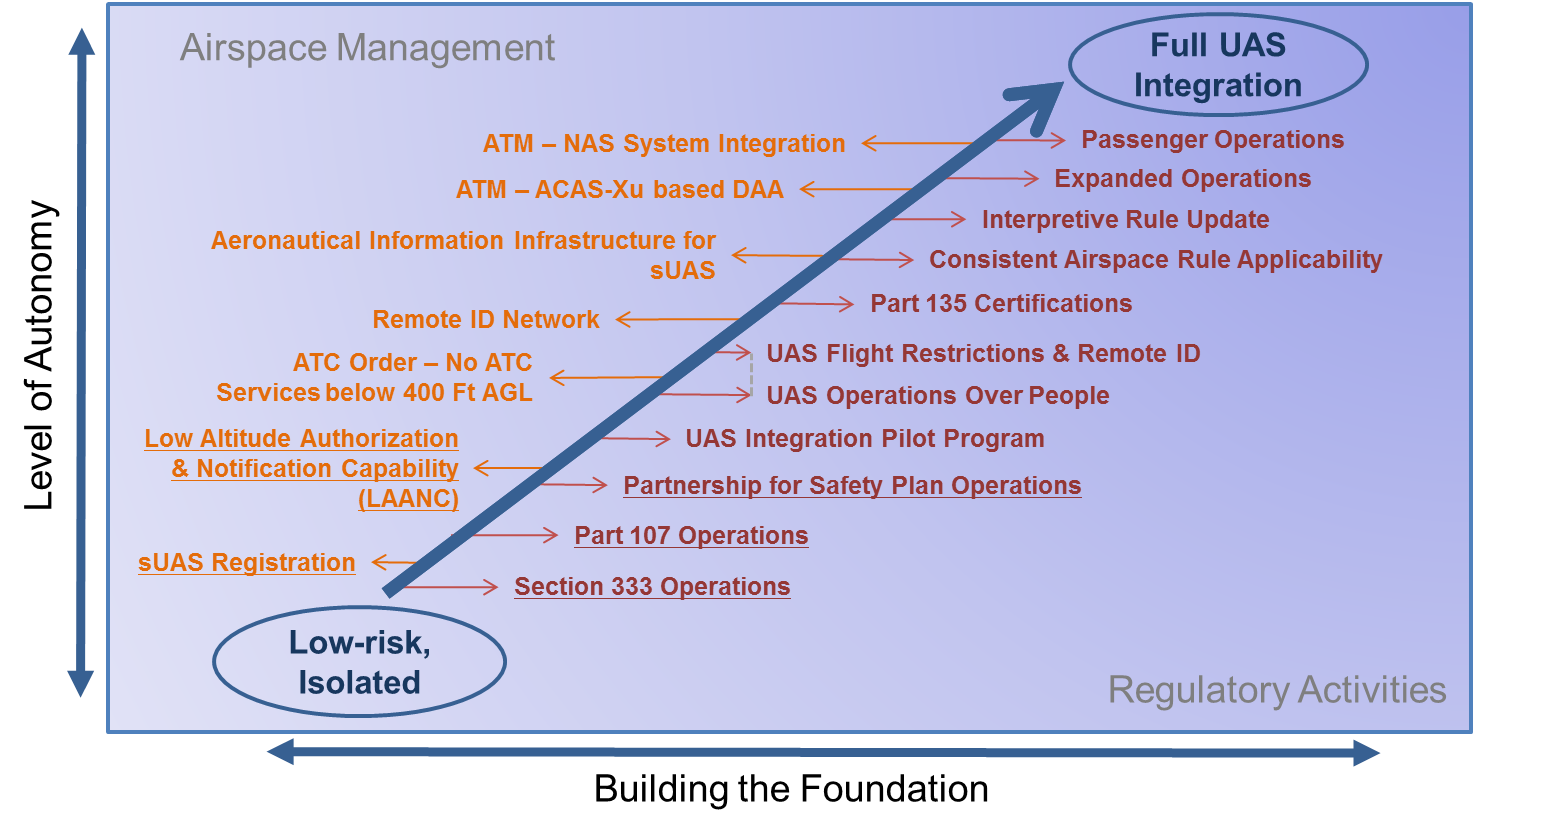 Airspace Management
Full UAS
Integration
ATM – NAS System Integration
Passenger Operations
ATM – ACAS-Xu based DAA
Expanded Operations
Interpretive Rule Update
Aeronautical Information Infrastructure for
sUAS
Consistent Airspace Rule Applicability
Part 135 Certifications
Remote ID Network
UAS Flight Restrictions & Remote ID
ATC Order – No ATC
Services below 400 Ft AGL
UAS Operations Over People
Low Altitude Authorization
& Notification Capability
(LAANC)
UAS Integration Pilot Program
Partnership for Safety Plan Operations
Part 107 Operations
sUAS Registration
Section 333 Operations
Low-risk,
Isolated
Regulatory Activities
Level of Autonomy
Building the Foundation